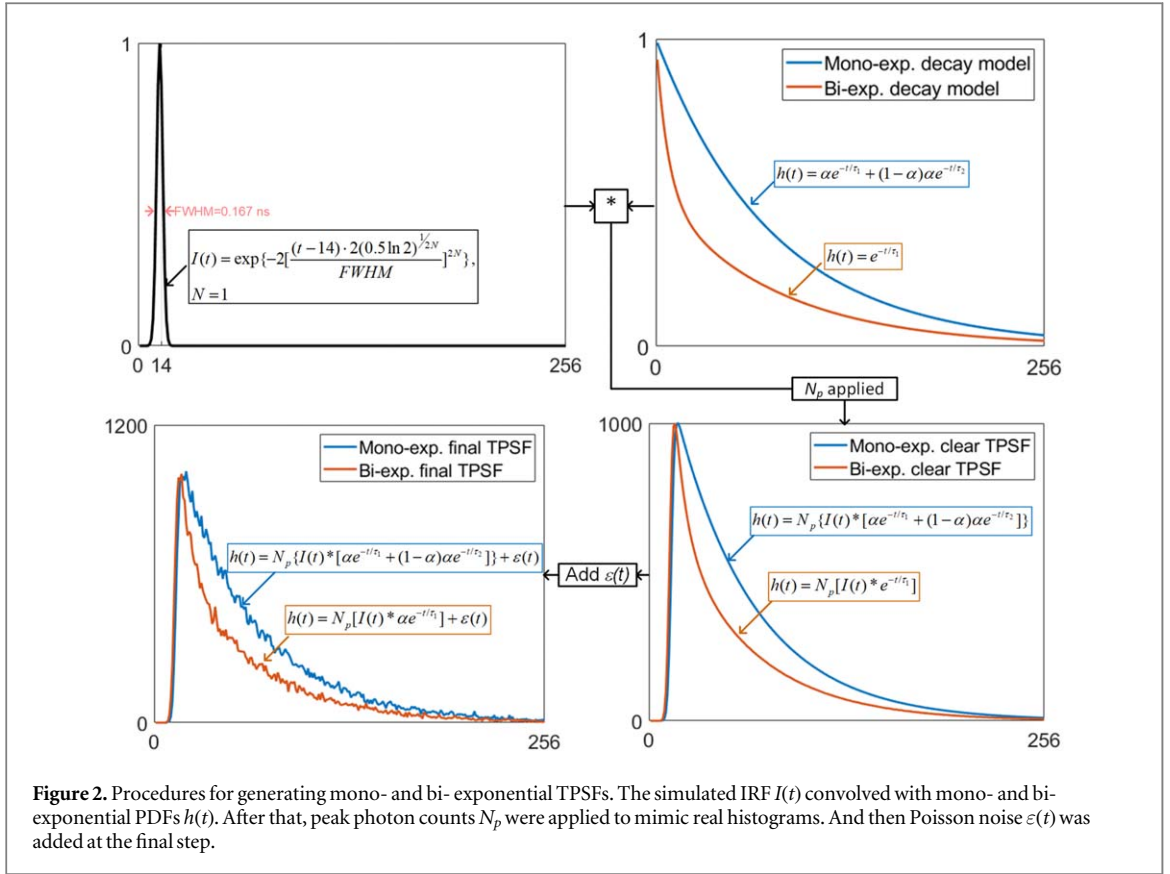 1
FWHM=0.167 ns
I(t) = exp{−2[(t−14)·2(0.5 ln 2)^{1/2N} / FWHM]^{2N}},
N = 1
0
0 14 256
1
Mono-exp. decay model
Bi-exp. decay model
h(t) = αe^{−t/τ₁} + (1−α)αe^{−t/τ₂}
h(t) = e^{−t/τ₁}
0
0 256
*
N_p applied
1200
Mono-exp. final TPSF
Bi-exp. final TPSF
h(t) = N_p{I(t)*[αe^{−t/τ₁} + (1−α)αe^{−t/τ₂}]} + ε(t)
h(t) = N_p[I(t)*αe^{−t/τ₁}] + ε(t)
0
0 256
Add ε(t)
1000
Mono-exp. clear TPSF
Bi-exp. clear TPSF
h(t) = N_p{I(t)*[αe^{−t/τ₁} + (1−α)αe^{−t/τ₂}]}
h(t) = N_p[I(t)*e^{−t/τ₁}]
0
0 256
Figure 2. Procedures for generating mono- and bi- exponential TPSFs. The simulated IRF I(t) convolved with mono- and bi-
exponential PDFs h(t). After that, peak photon counts N_p were applied to mimic real histograms. And then Poisson noise ε(t) was
added at the final step.